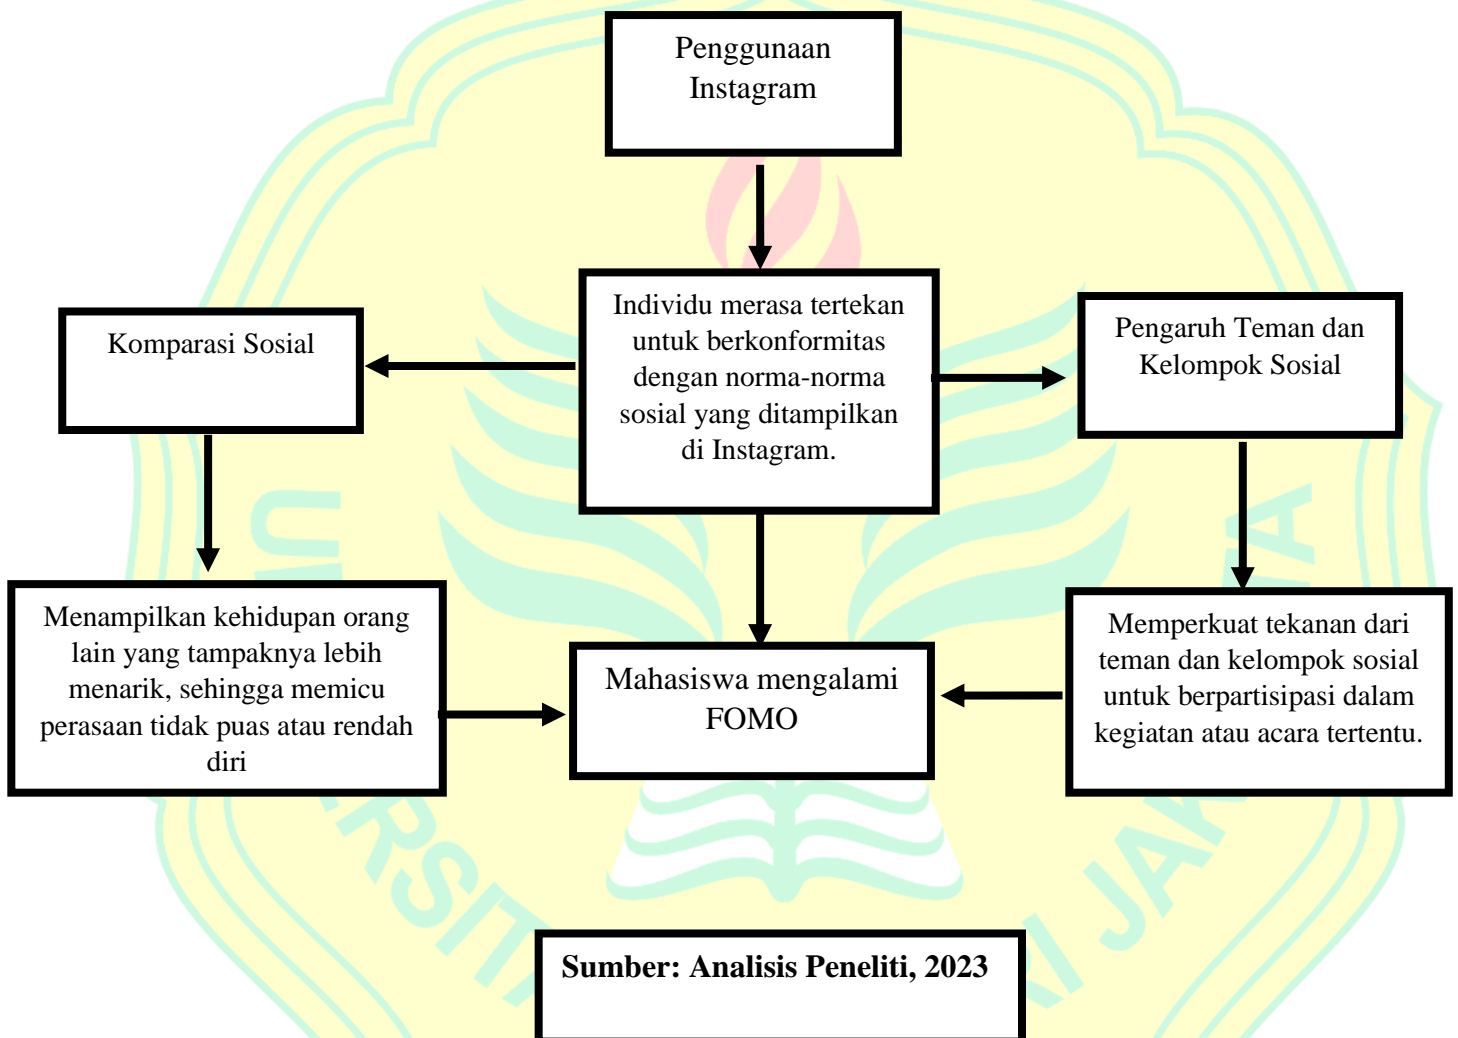 Penggunaan
Instagram
Individu merasa tertekan
untuk berkonformitas
dengan norma-norma
sosial yang ditampilkan
di Instagram.
Komparasi Sosial
Pengaruh Teman dan
Kelompok Sosial
Menampilkan kehidupan orang
lain yang tampaknya lebih
menarik, sehingga memicu
perasaan tidak puas atau rendah
diri
Mahasiswa mengalami
FOMO
Memperkuat tekanan dari
teman dan kelompok sosial
untuk berpartisipasi dalam
kegiatan atau acara tertentu.
Sumber: Analisis Peneliti, 2023